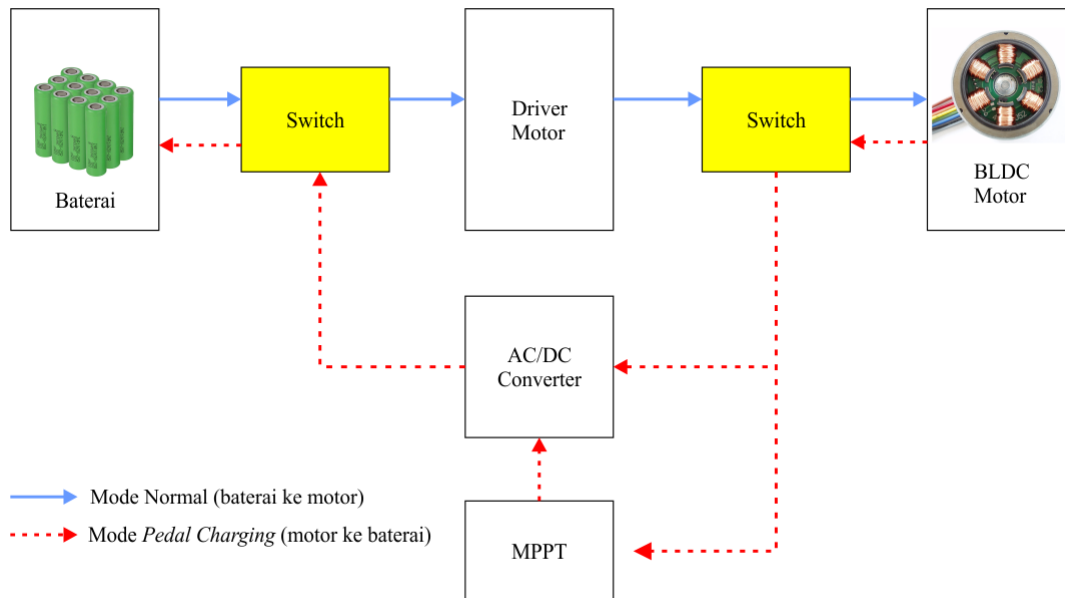 Baterai
Switch
Driver
Motor
Switch
BLDC
Motor
AC/DC
Converter
MPPT
Mode Normal (baterai ke motor)
Mode Pedal Charging (motor ke baterai)